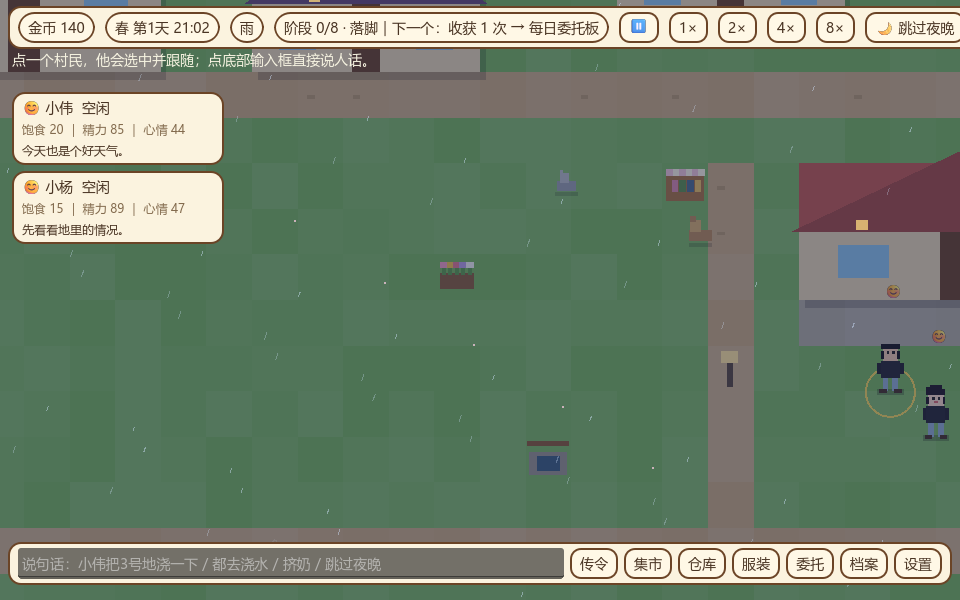 金币 140 春 第1天 21:02 雨 阶段 0/8 · 落脚 | 下一个：收获 1 次 → 每日委托板 1× 2× 4× 8× 跳过夜晚
点一个村民，他会选中并跟随；点底部输入框直接说人话。
小伟 空闲
饱食 20 | 精力 85 | 心情 44
今天也是个好天气。
小杨 空闲
饱食 15 | 精力 89 | 心情 47
先看看地里的情况。
说句话：小伟把3号地浇一下 / 都去浇水 / 挤奶 / 跳过夜晚 传令 集市 仓库 服装 委托 档案 设置